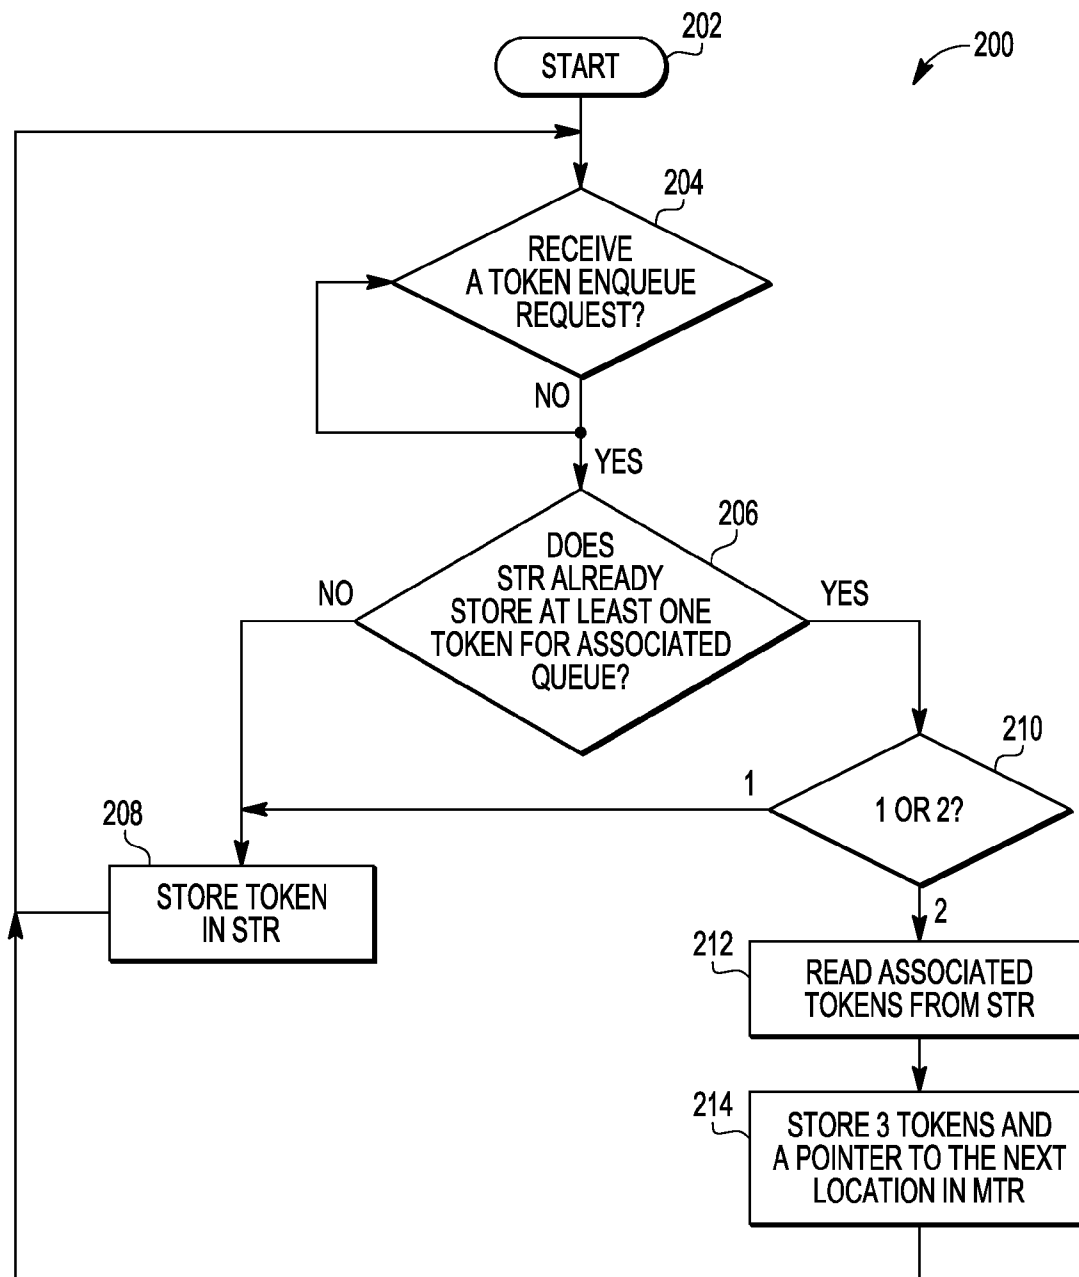 202
START
200
204
RECEIVE
A TOKEN ENQUEUE
REQUEST?
NO
YES
206
DOES
STR ALREADY
STORE AT LEAST ONE
TOKEN FOR ASSOCIATED
QUEUE?
NO
YES
210
1 OR 2?
1
2
208
STORE TOKEN
IN STR
212
READ ASSOCIATED
TOKENS FROM STR
214
STORE 3 TOKENS AND
A POINTER TO THE NEXT
LOCATION IN MTR